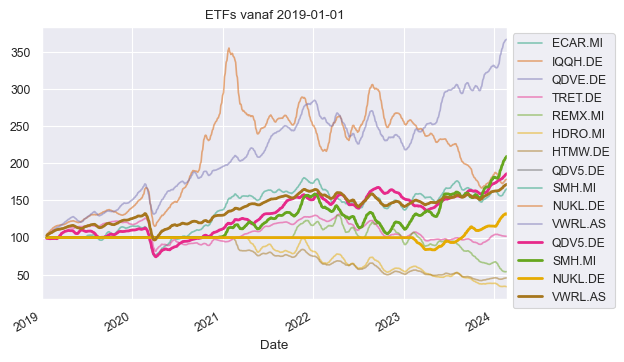 ETFs vanaf 2019-01-01
350
300
250
200
150
100
50
2019
2020
2021
2022
2023
2024
Date
ECAR.MI
IQQH.DE
QDVE.DE
TRET.DE
REMX.MI
HDRO.MI
HTMW.DE
QDV5.DE
SMH.MI
NUKL.DE
VWRL.AS
QDV5.DE
SMH.MI
NUKL.DE
VWRL.AS